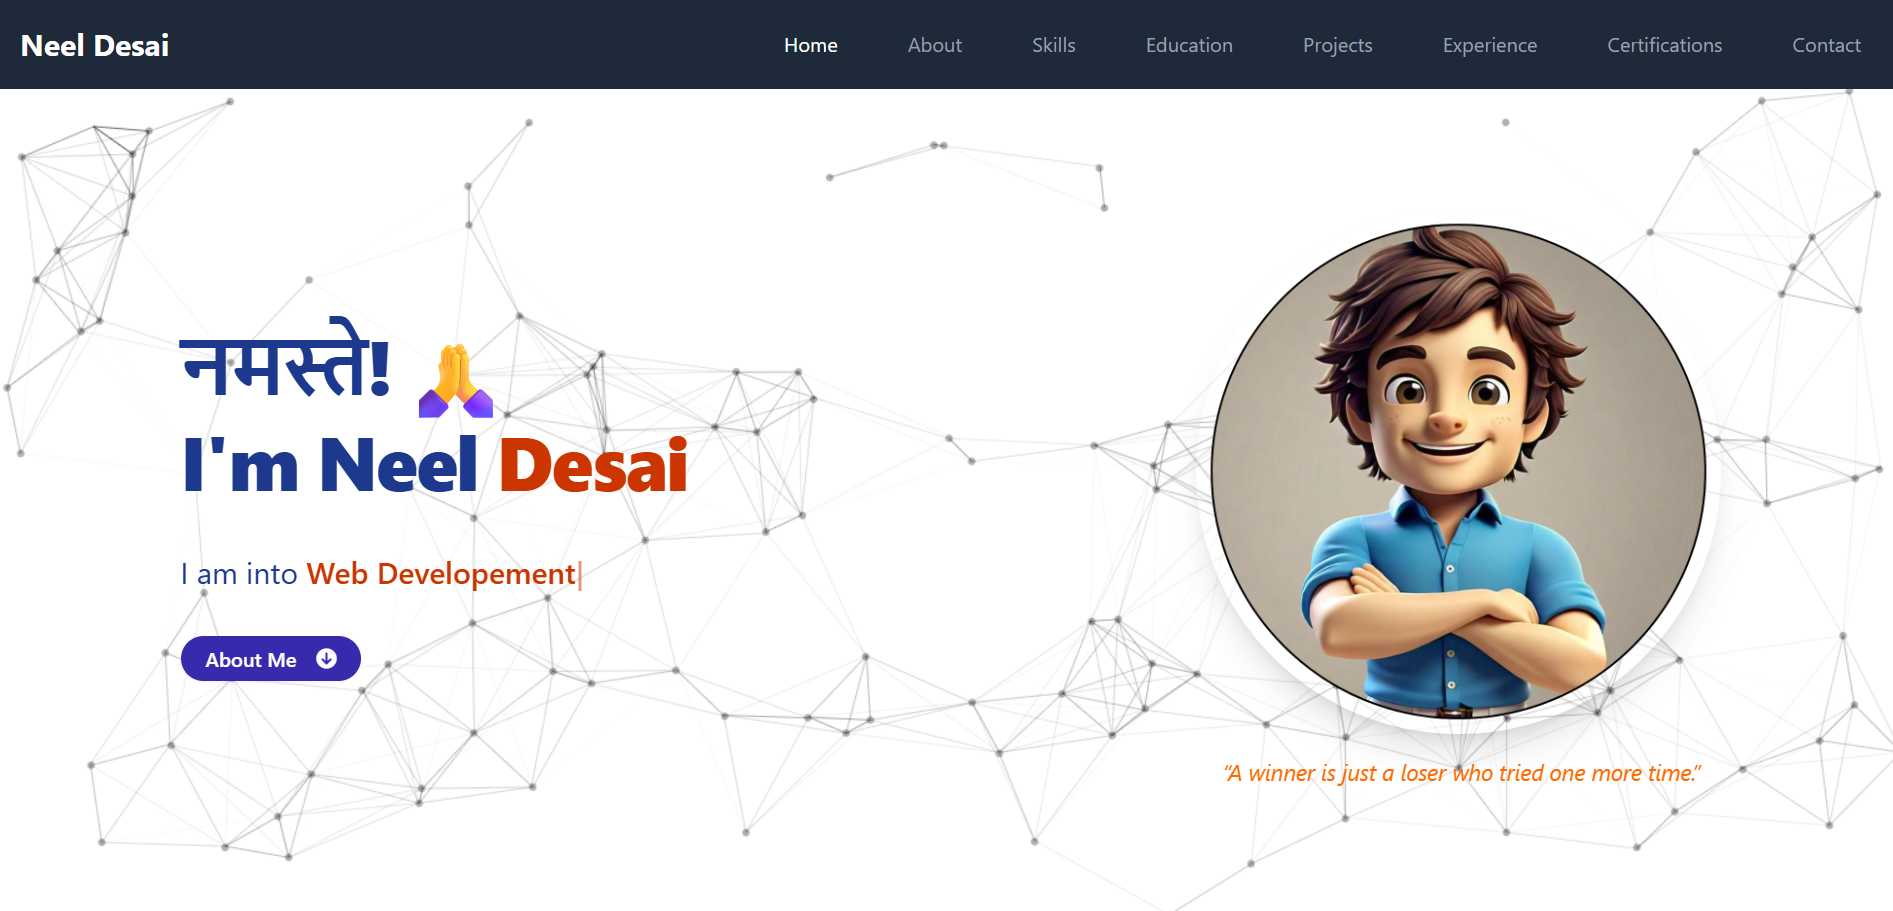 Neel Desai
Home About Skills Education Projects Experience Certifications Contact
नमस्ते! 🙏
I'm Neel Desai
I am into Web Developement|
About Me
“A winner is just a loser who tried one more time.”